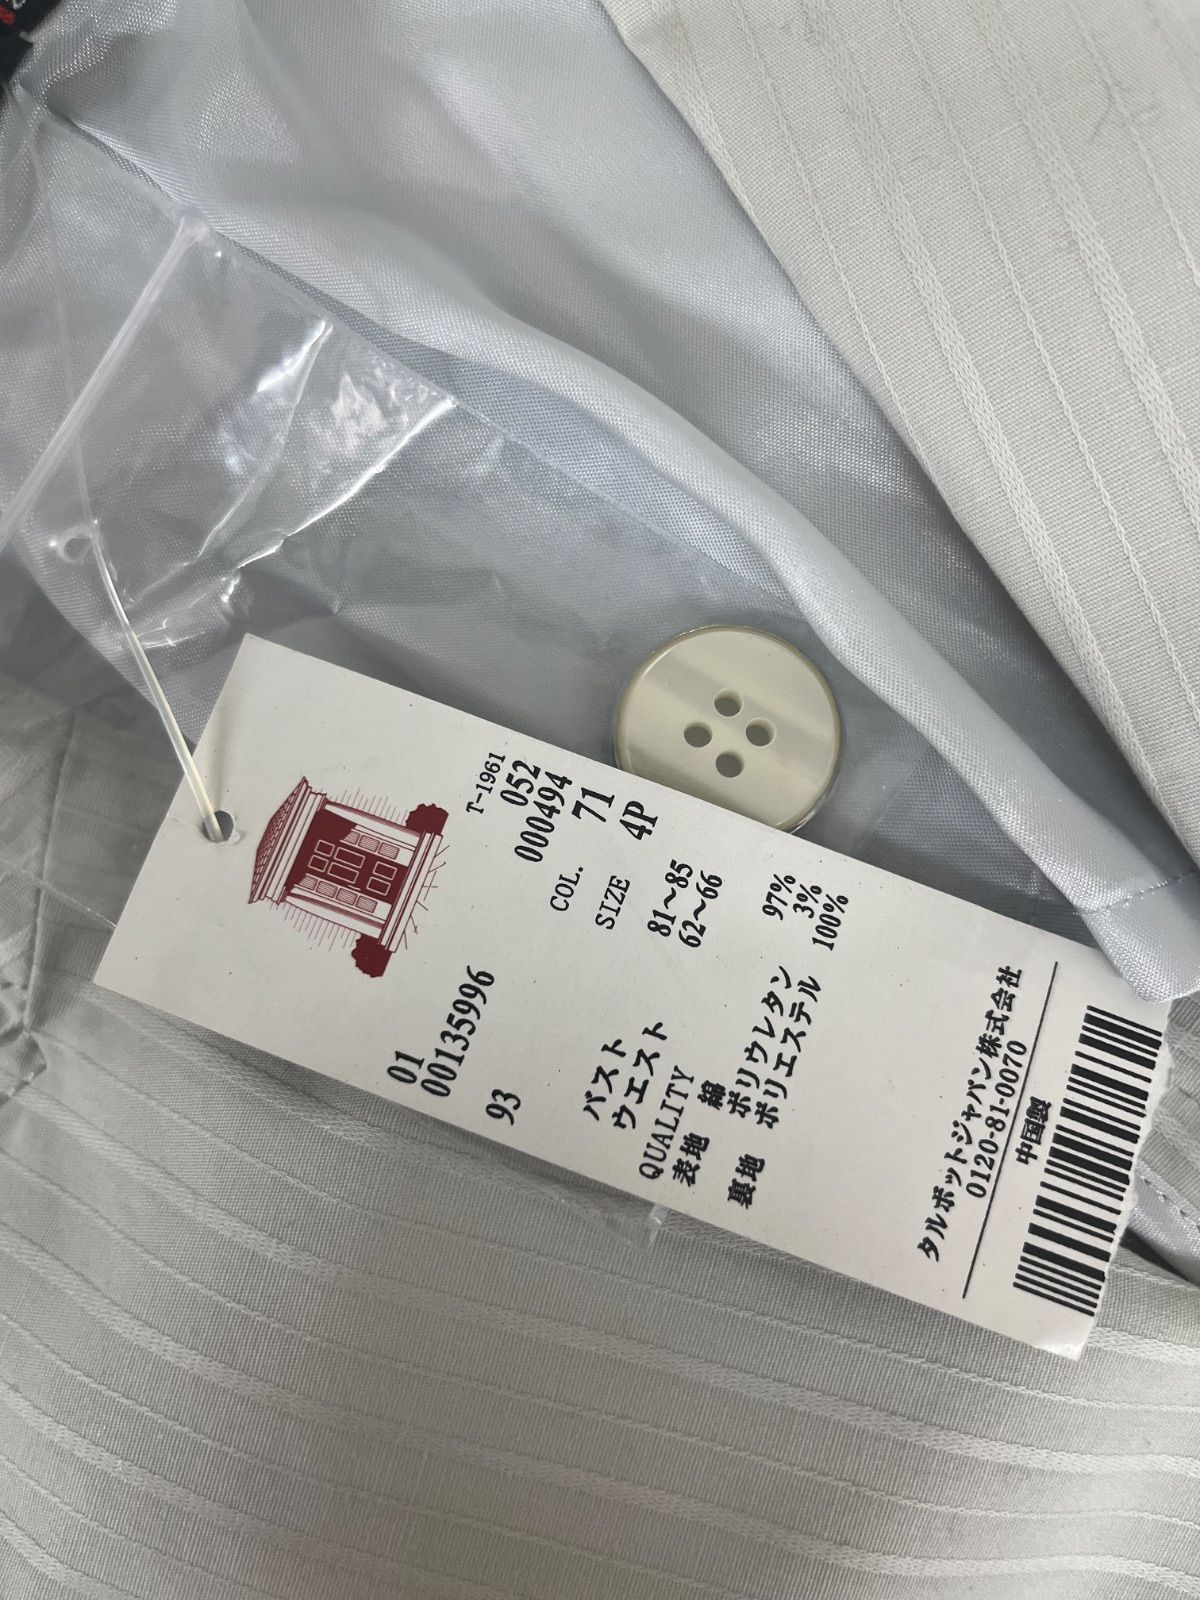 T-1961
01 052
00135996 000494
93 COL. 71
SIZE 4P
バスト 81~85
ウエスト 62~66
QUALITY
表地 綿 97%
ポリウレタン 3%
裏地 ポリエステル 100%
タルボットジャパン株式会社
0120-81-0070
中国製